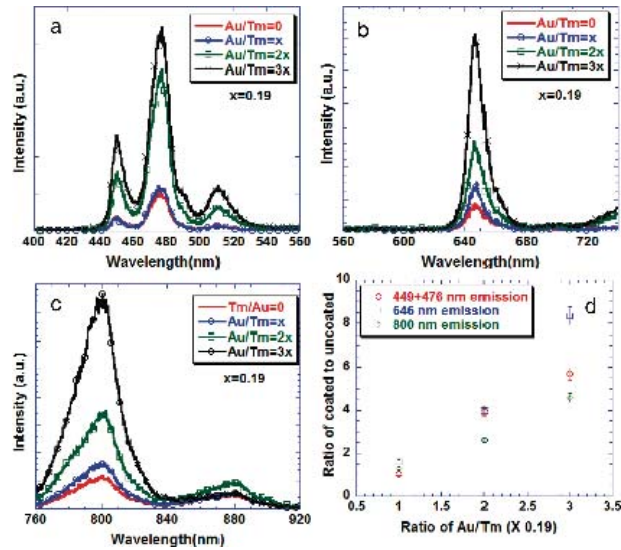 a
Au/Tm=0
Au/Tm=x
Au/Tm=2x
Au/Tm=3x
x=0.19
Intensity (a.u.)
400 420 440 460 480 500 520 540 560
Wavelength(nm)
b
Au/Tm=0
Au/Tm=x
Au/Tm=2x
Au/Tm=3x
x=0.19
Intensity (a.u.)
560 600 640 680 720
Wavelength(nm)
c
Tm/Au=0
Au/Tm=x
Au/Tm=2x
Au/Tm=3x
x=0.19
Intensity (a.u.)
760 800 840 880 920
Wavelength(nm)
d
449+476 nm emission
646 nm emission
800 nm emission
Ratio of coated to uncoated
10
8
6
4
2
0
0.5 1 1.5 2 2.5 3 3.5
Ratio of Au/Tm (X 0.19)